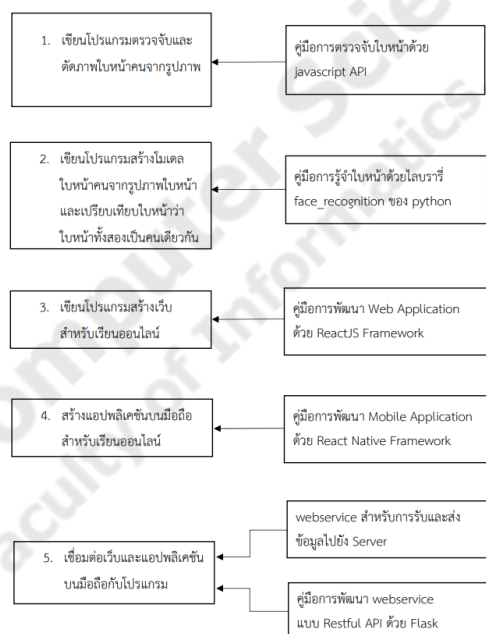 1. เขียนโปรแกรมตรวจจับและ
ตัดภาพใบหน้าคนจากรูปภาพ
คู่มือการตรวจจับใบหน้าด้วย
javascript API
2. เขียนโปรแกรมสร้างโมเดล
ใบหน้าคนจากรูปภาพใบหน้า
และเปรียบเทียบใบหน้าว่า
ใบหน้าทั้งสองเป็นคนเดียวกัน
คู่มือการรู้จำใบหน้าด้วยไลบรารี่
face_recognition ของ python
3. เขียนโปรแกรมสร้างเว็บ
สำหรับเรียนออนไลน์
คู่มือการพัฒนา Web Application
ด้วย ReactJS Framework
4. สร้างแอปพลิเคชันบนมือถือ
สำหรับเรียนออนไลน์
คู่มือการพัฒนา Mobile Application
ด้วย React Native Framework
webservice สำหรับการรับและส่ง
ข้อมูลไปยัง Server
5. เชื่อมต่อเว็บและแอปพลิเคชัน
บนมือถือกับโปรแกรม
คู่มือการพัฒนา webservice
แบบ Restful API ด้วย Flask
Computer Scie
aculty of Informatics